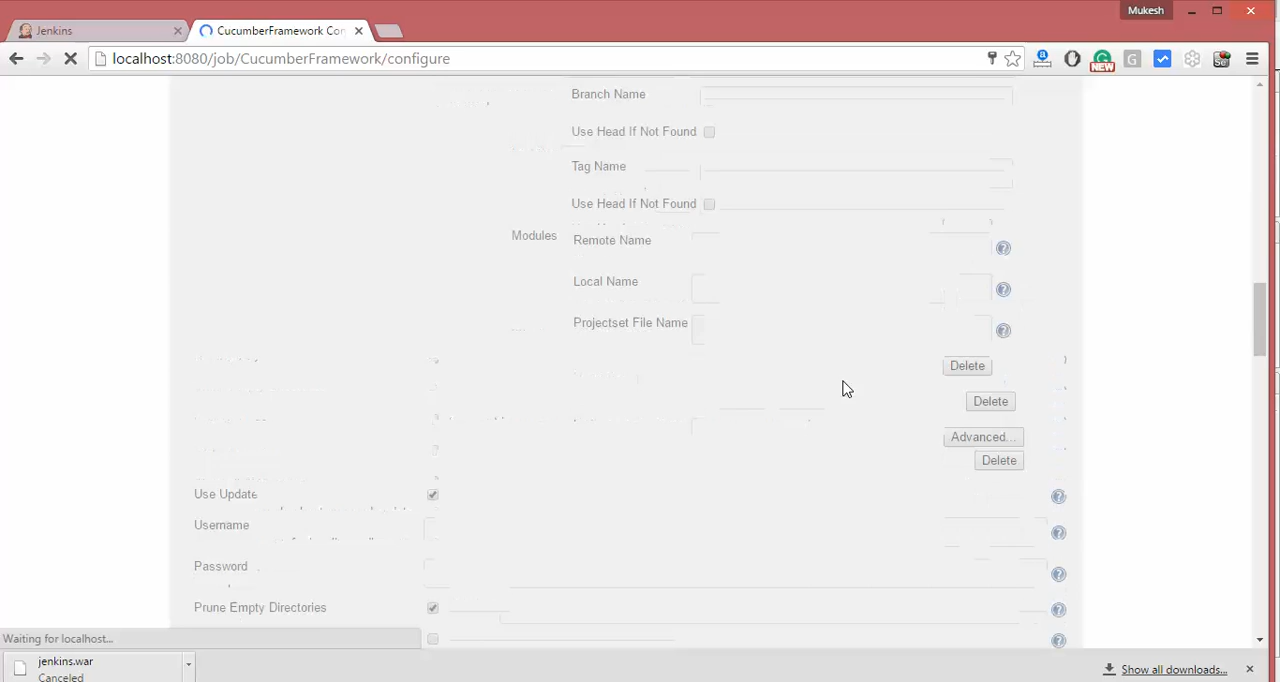 Mukesh
Jenkins
CucumberFramework Con
localhost:8080/job/CucumberFramework/configure
NEW
Branch Name
Use Head If Not Found
Tag Name
Use Head If Not Found
Modules
Remote Name
Local Name
Projectset File Name
Delete
Delete
Advanced...
Delete
Use Update
Username
Password
Prune Empty Directories
Waiting for localhost...
jenkins.war
Canceled
Show all downloads...